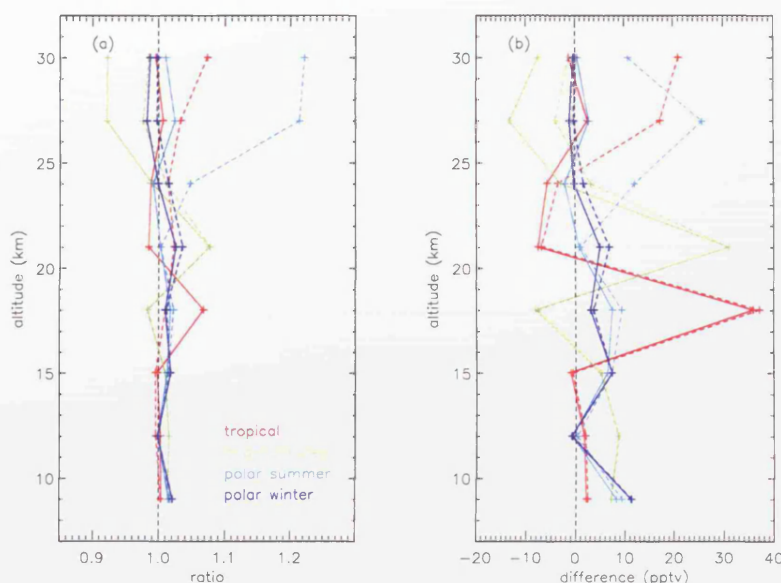 (a)
(b)
30
25
20
15
10
altitude (km)
0.9 1.0 1.1 1.2
ratio
tropical
polar summer
polar winter
30
25
20
15
10
altitude (km)
−20 −10 0 10 20 30 40
difference (pptv)